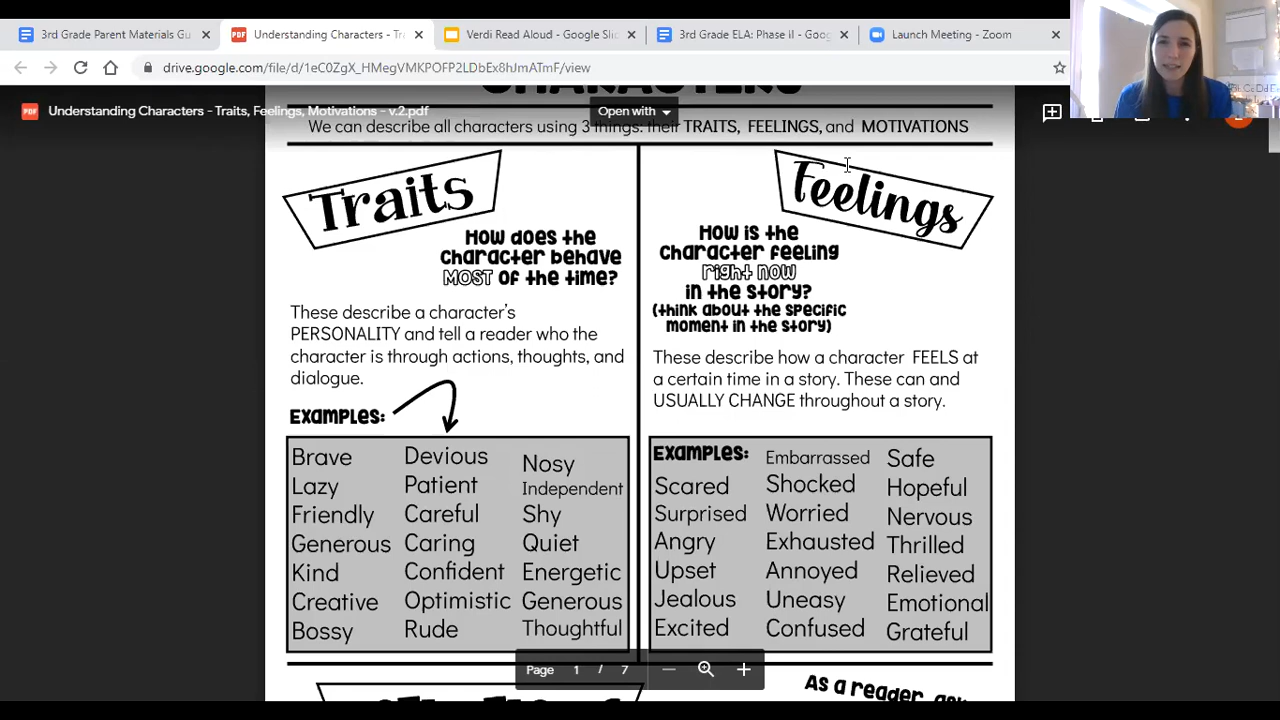 3rd Grade Parent Materials Gu
Understanding Characters - Tr
Verdi Read Aloud - Google Slid
3rd Grade ELA: Phase II - Goog
Launch Meeting - Zoom
drive.google.com/file/d/1eC0ZgX_HMegVMKPOFP2LDbEx8hJmATmF/view
CHARACTERS
Understanding Characters - Traits, Feelings, Motivations - v.2.pdf
Open with
We can describe all characters using 3 things: their TRAITS, FEELINGS, and MOTIVATIONS
Traits
How does the
character behave
MOST of the time?
These describe a character's
PERSONALITY and tell a reader who the
character is through actions, thoughts, and
dialogue.
Examples:
Brave
Lazy
Friendly
Generous
Kind
Creative
Bossy
Devious
Patient
Careful
Caring
Confident
Optimistic
Rude
Nosy
Independent
Shy
Quiet
Energetic
Generous
Thoughtful
Feelings
How is the
character feeling
right now
in the story?
(think about the specific
moment in the story)
These describe how a character FEELS at
a certain time in a story. These can and
USUALLY CHANGE throughout a story.
Examples:
Scared
Surprised
Angry
Upset
Jealous
Excited
Embarrassed
Shocked
Worried
Exhausted
Annoyed
Uneasy
Confused
Safe
Hopeful
Nervous
Thrilled
Relieved
Emotional
Grateful
Page 1 / 7
As a reader, ask